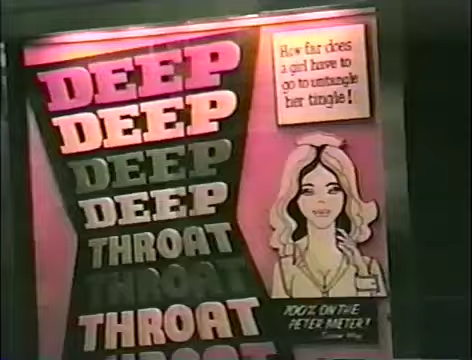 DEEP
DEEP
DEEP
DEEP
THROAT
THROAT
THROAT
THROAT
How far does
a girl have to
go to untangle
her tingle!
100% ON THE
PETER METER!